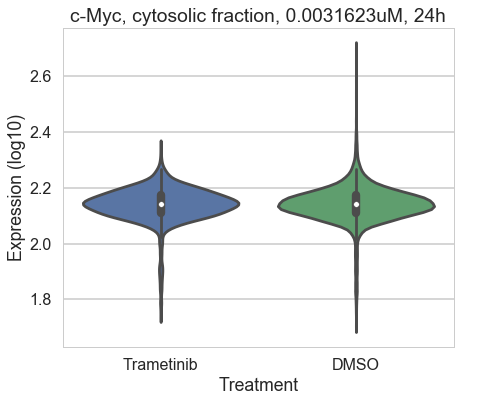 c-Myc, cytosolic fraction, 0.0031623uM, 24h
Expression (log10)
2.6
2.4
2.2
2.0
1.8
Trametinib DMSO
Treatment